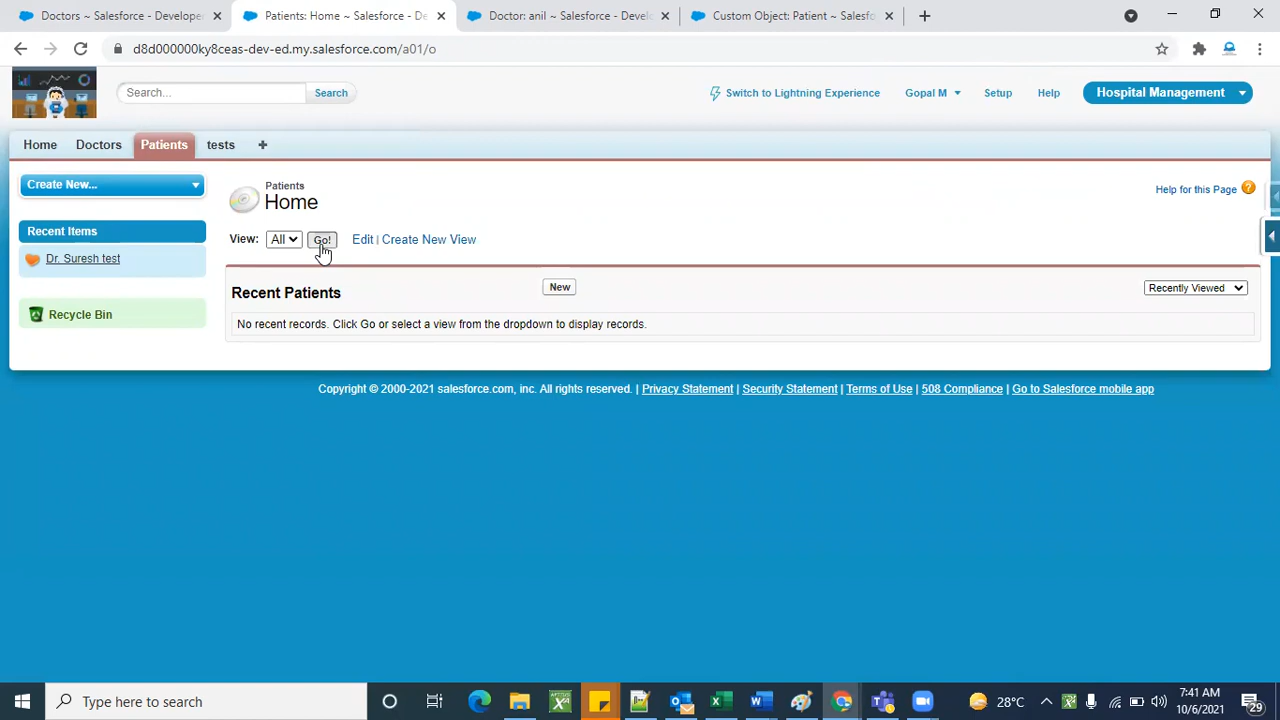 Doctors ~ Salesforce - Developer
Patients: Home ~ Salesforce - De
Doctor: anil ~ Salesforce - Devel
Custom Object: Patient ~ Salesfo
d8d000000ky8ceas-dev-ed.my.salesforce.com/a01/o
Search...
Search
Switch to Lightning Experience
Gopal M
Setup
Help
Hospital Management
Home
Doctors
Patients
tests
Create New...
Patients
Home
Help for this Page
Recent Items
Dr. Suresh test
Recycle Bin
View: All Go! Edit | Create New View
Recent Patients
New
Recently Viewed
No recent records. Click Go or select a view from the dropdown to display records.
Copyright © 2000-2021 salesforce.com, inc. All rights reserved. | Privacy Statement | Security Statement | Terms of Use | 508 Compliance | Go to Salesforce mobile app
Type here to search
28°C
7:41 AM
10/6/2021
29